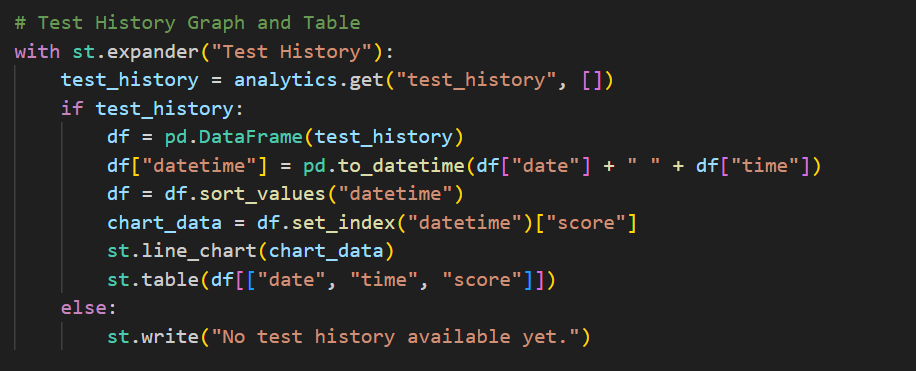 # Test History Graph and Table
with st.expander("Test History"):
    test_history = analytics.get("test_history", [])
    if test_history:
        df = pd.DataFrame(test_history)
        df["datetime"] = pd.to_datetime(df["date"] + " " + df["time"])
        df = df.sort_values("datetime")
        chart_data = df.set_index("datetime")["score"]
        st.line_chart(chart_data)
        st.table(df[["date", "time", "score"]])
    else:
        st.write("No test history available yet.")